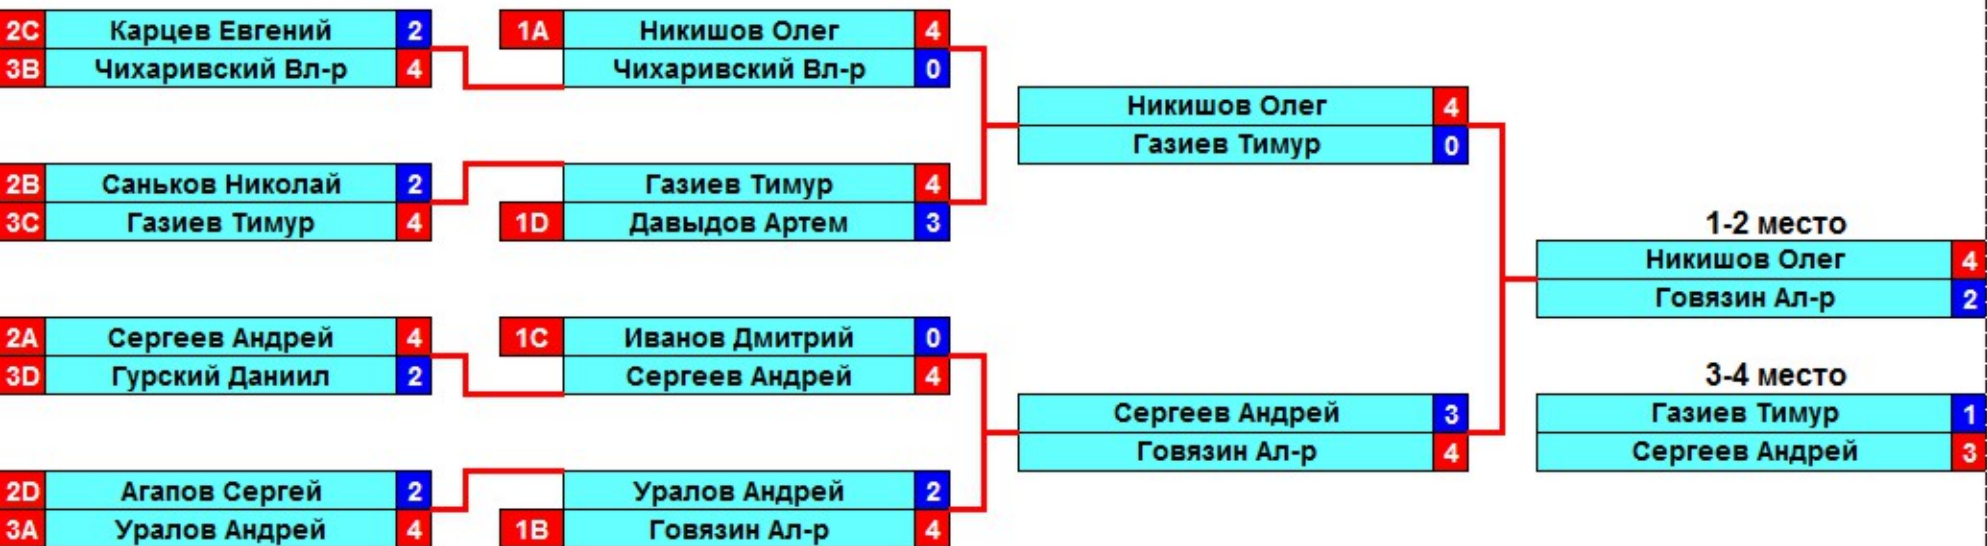 2C Карцев Евгений 2
3B Чихаривский Вл-р 4
2B Саньков Николай 2
3C Газиев Тимур 4
2A Сергеев Андрей 4
3D Гурский Даниил 2
2D Агапов Сергей 2
3A Уралов Андрей 4
1A Никишов Олег 4
Чихаривский Вл-р 0
Газиев Тимур 4
1D Давыдов Артем 3
1C Иванов Дмитрий 0
Сергеев Андрей 4
Уралов Андрей 2
1B Говязин Ал-р 4
Никишов Олег 4
Газиев Тимур 0
Сергеев Андрей 3
Говязин Ал-р 4
1-2 место
Никишов Олег 4
Говязин Ал-р 2
3-4 место
Газиев Тимур 1
Сергеев Андрей 3